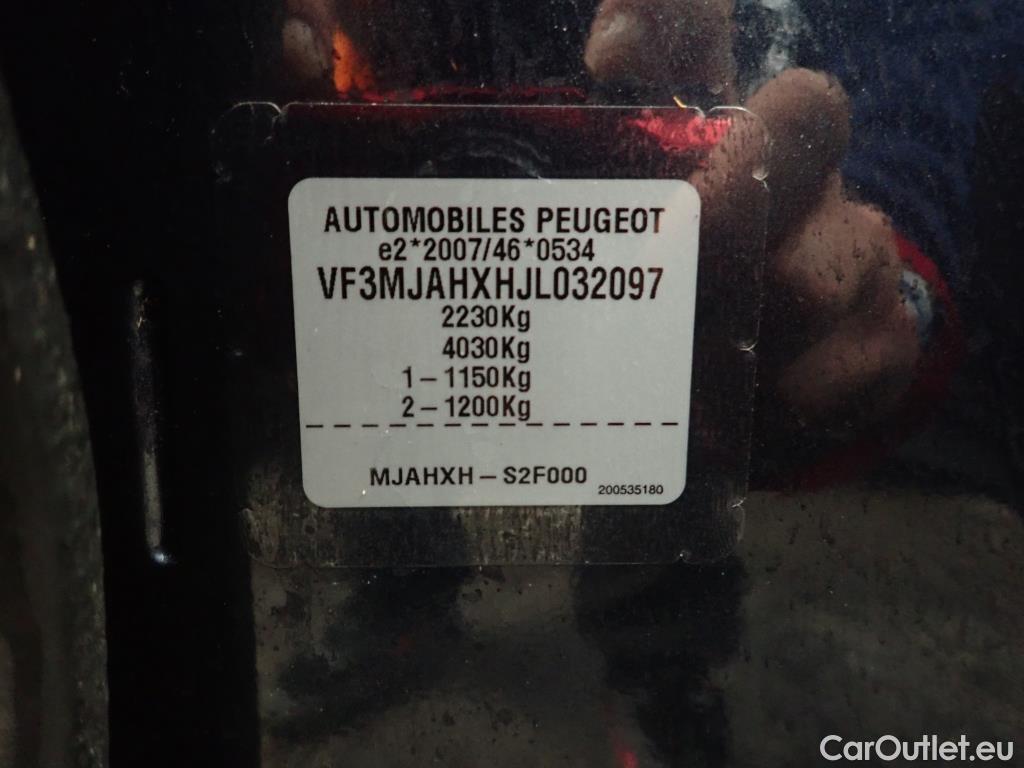 AUTOMOBILES PEUGEOT
e2*2007/46*0534
VF3MJAHXHJL032097
2230Kg
4030Kg
1-1150Kg
2-1200Kg
MJAHXH-S2F000
200535180
CarOutlet.eu